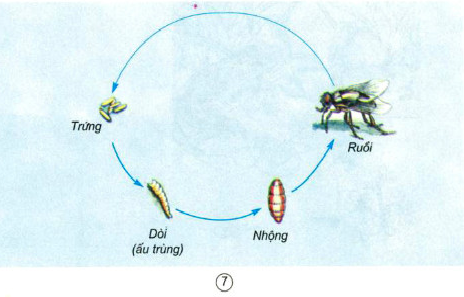 Trứng
Ruồi
Dòi
(ấu trùng)
Nhộng
7